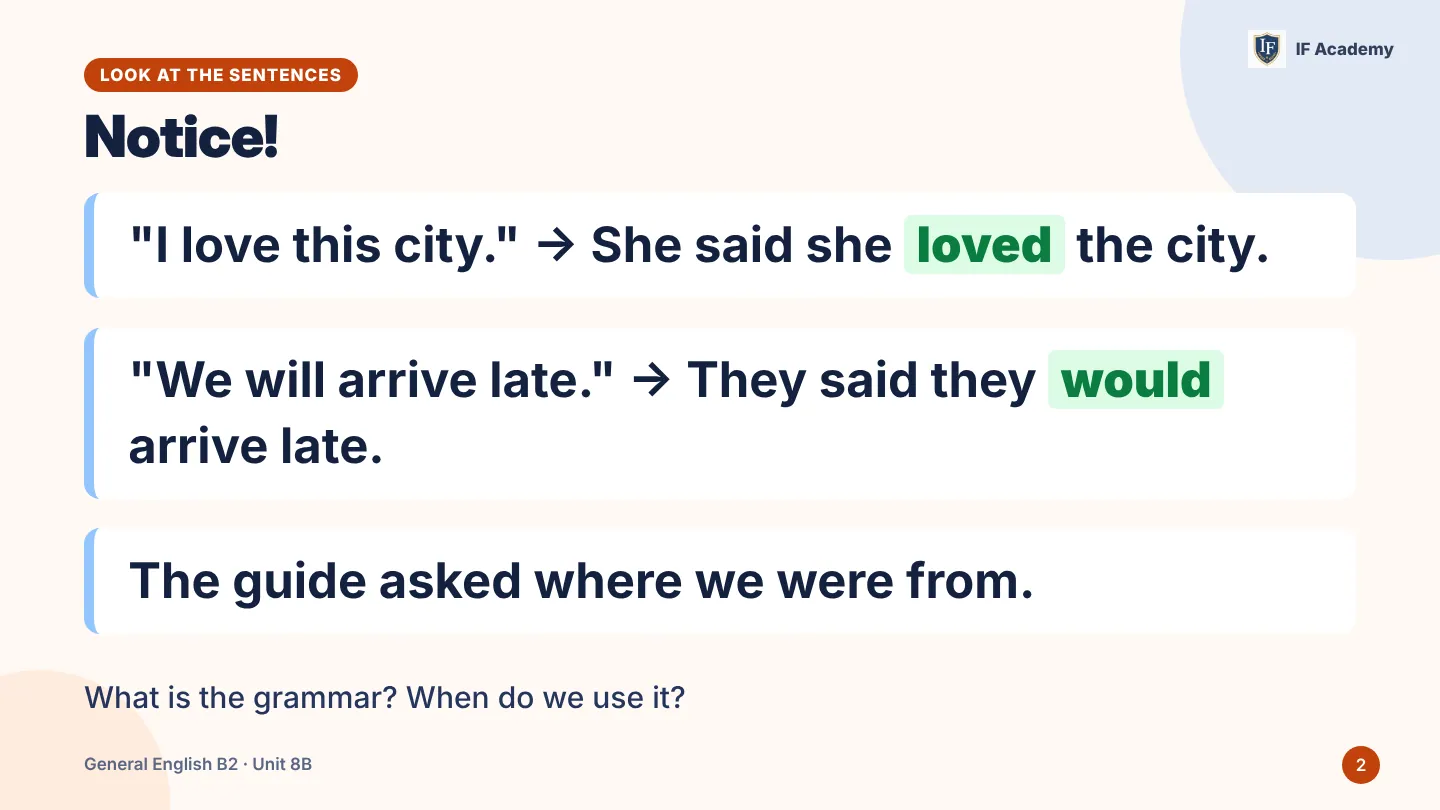 IF Academy
LOOK AT THE SENTENCES
Notice!
"I love this city." → She said she loved the city.
"We will arrive late." → They said they would
arrive late.
The guide asked where we were from.
What is the grammar? When do we use it?
General English B2 · Unit 8B
2